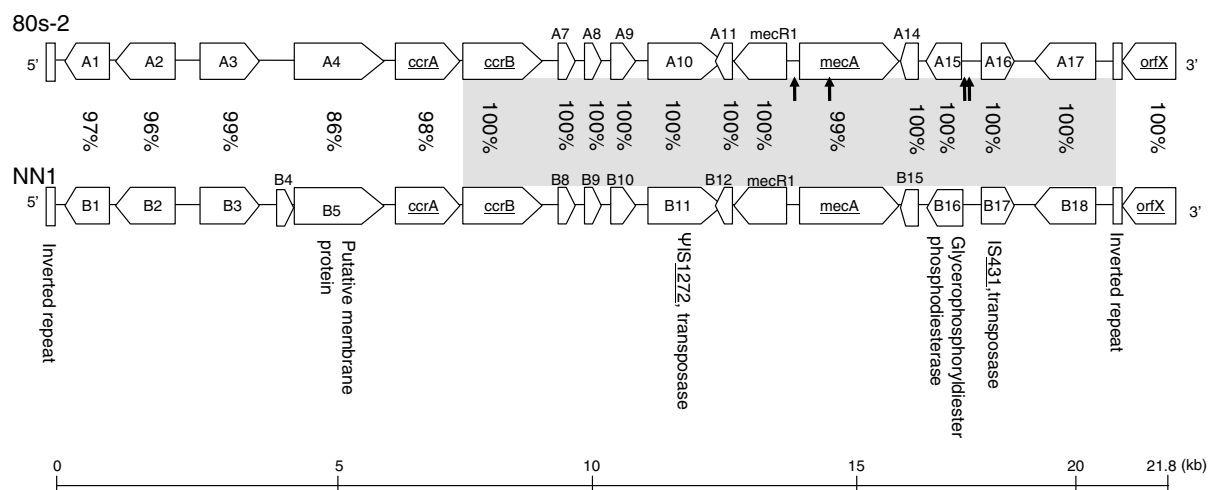 80s-2
A7 A8 A9 A11 mecR1 A14
5' A1 A2 A3 A4 ccrA ccrB A10 mecA A15 A16 A17 orfX 3'
97% 96% 99% 86% 98% 100% 100% 100% 100% 100% 100% 100% 99% 100% 100% 100% 100% 100%
NN1
B4 B8 B9 B10 B12 mecR1 B15
5' B1 B2 B3 B5 ccrA ccrB B11 mecA B16 B17 B18 orfX 3'
Inverted repeat
Putative membrane
protein
ΨIS1272, transposase
Glycerophosphoryldiester
phosphodiesterase
IS431,transposase
Inverted repeat
0 5 10 15 20 21.8 (kb)